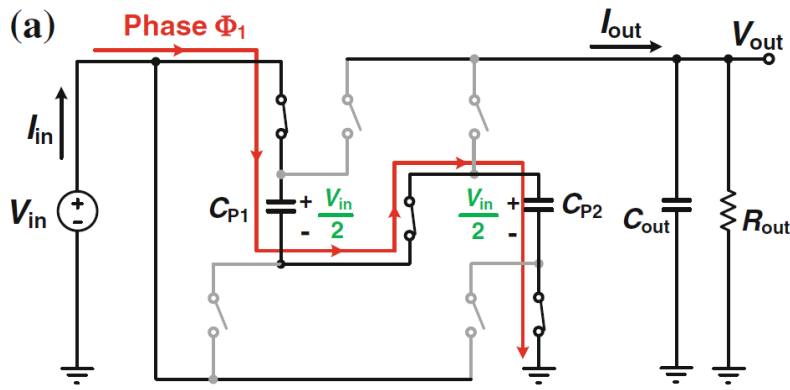 (a) Phase Φ1 Iout Vout
Iin
Vin + - CP1 + Vin/2 - Vin/2 + - CP2 Cout Rout